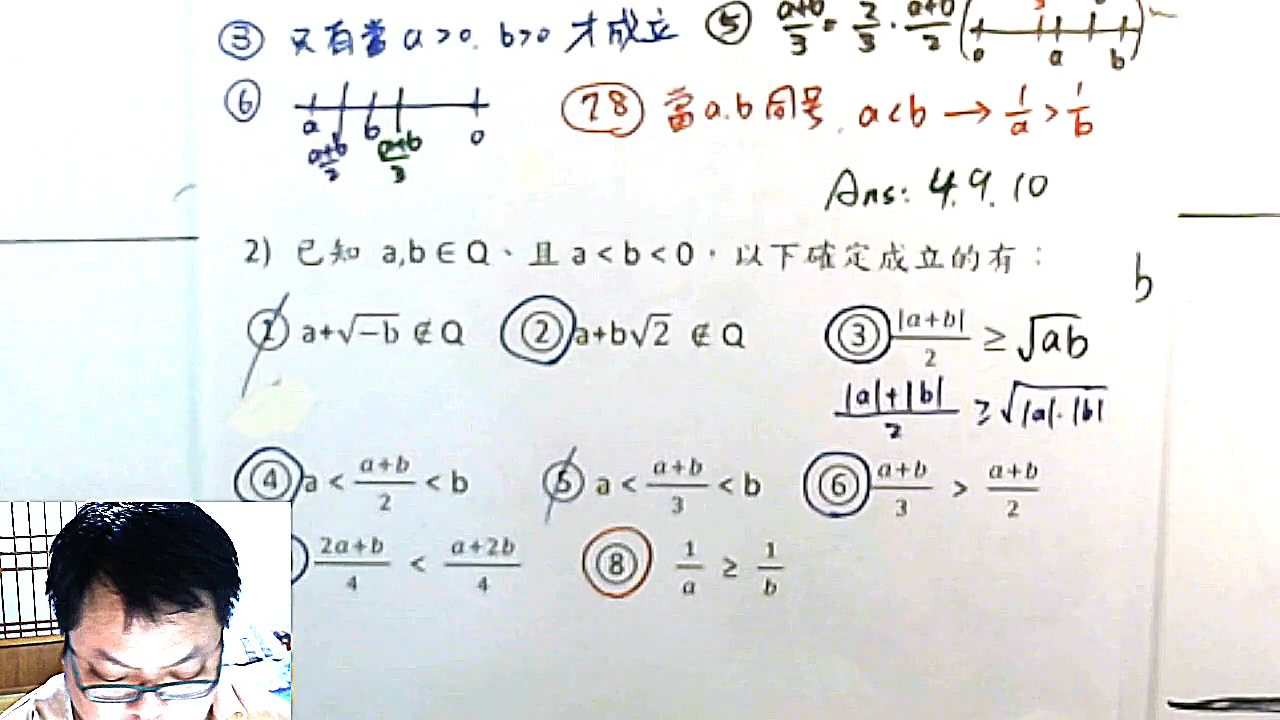 ③ 只有當 a>0. b>0 才成立 ⑤ a+b/3 = 2/3 · a+b/2 ( 0 a b )
⑥ a a+b/2 b a+b/3 0 78 當 a.b 同号. a<b → 1/a > 1/b
Ans: 4. 9. 10
2) 已知 a,b∈Q、且 a<b<0，以下確定成立的有：
b
① a+√-b ∉ Q ② a+b√2 ∉ Q ③ |a+b|/2 ≥ √ab
|a|+|b|/2 ≥ √|a|·|b|
④ a < a+b/2 < b ⑤ a < a+b/3 < b ⑥ a+b/3 > a+b/2
2a+b/4 < a+2b/4 ⑧ 1/a ≥ 1/b